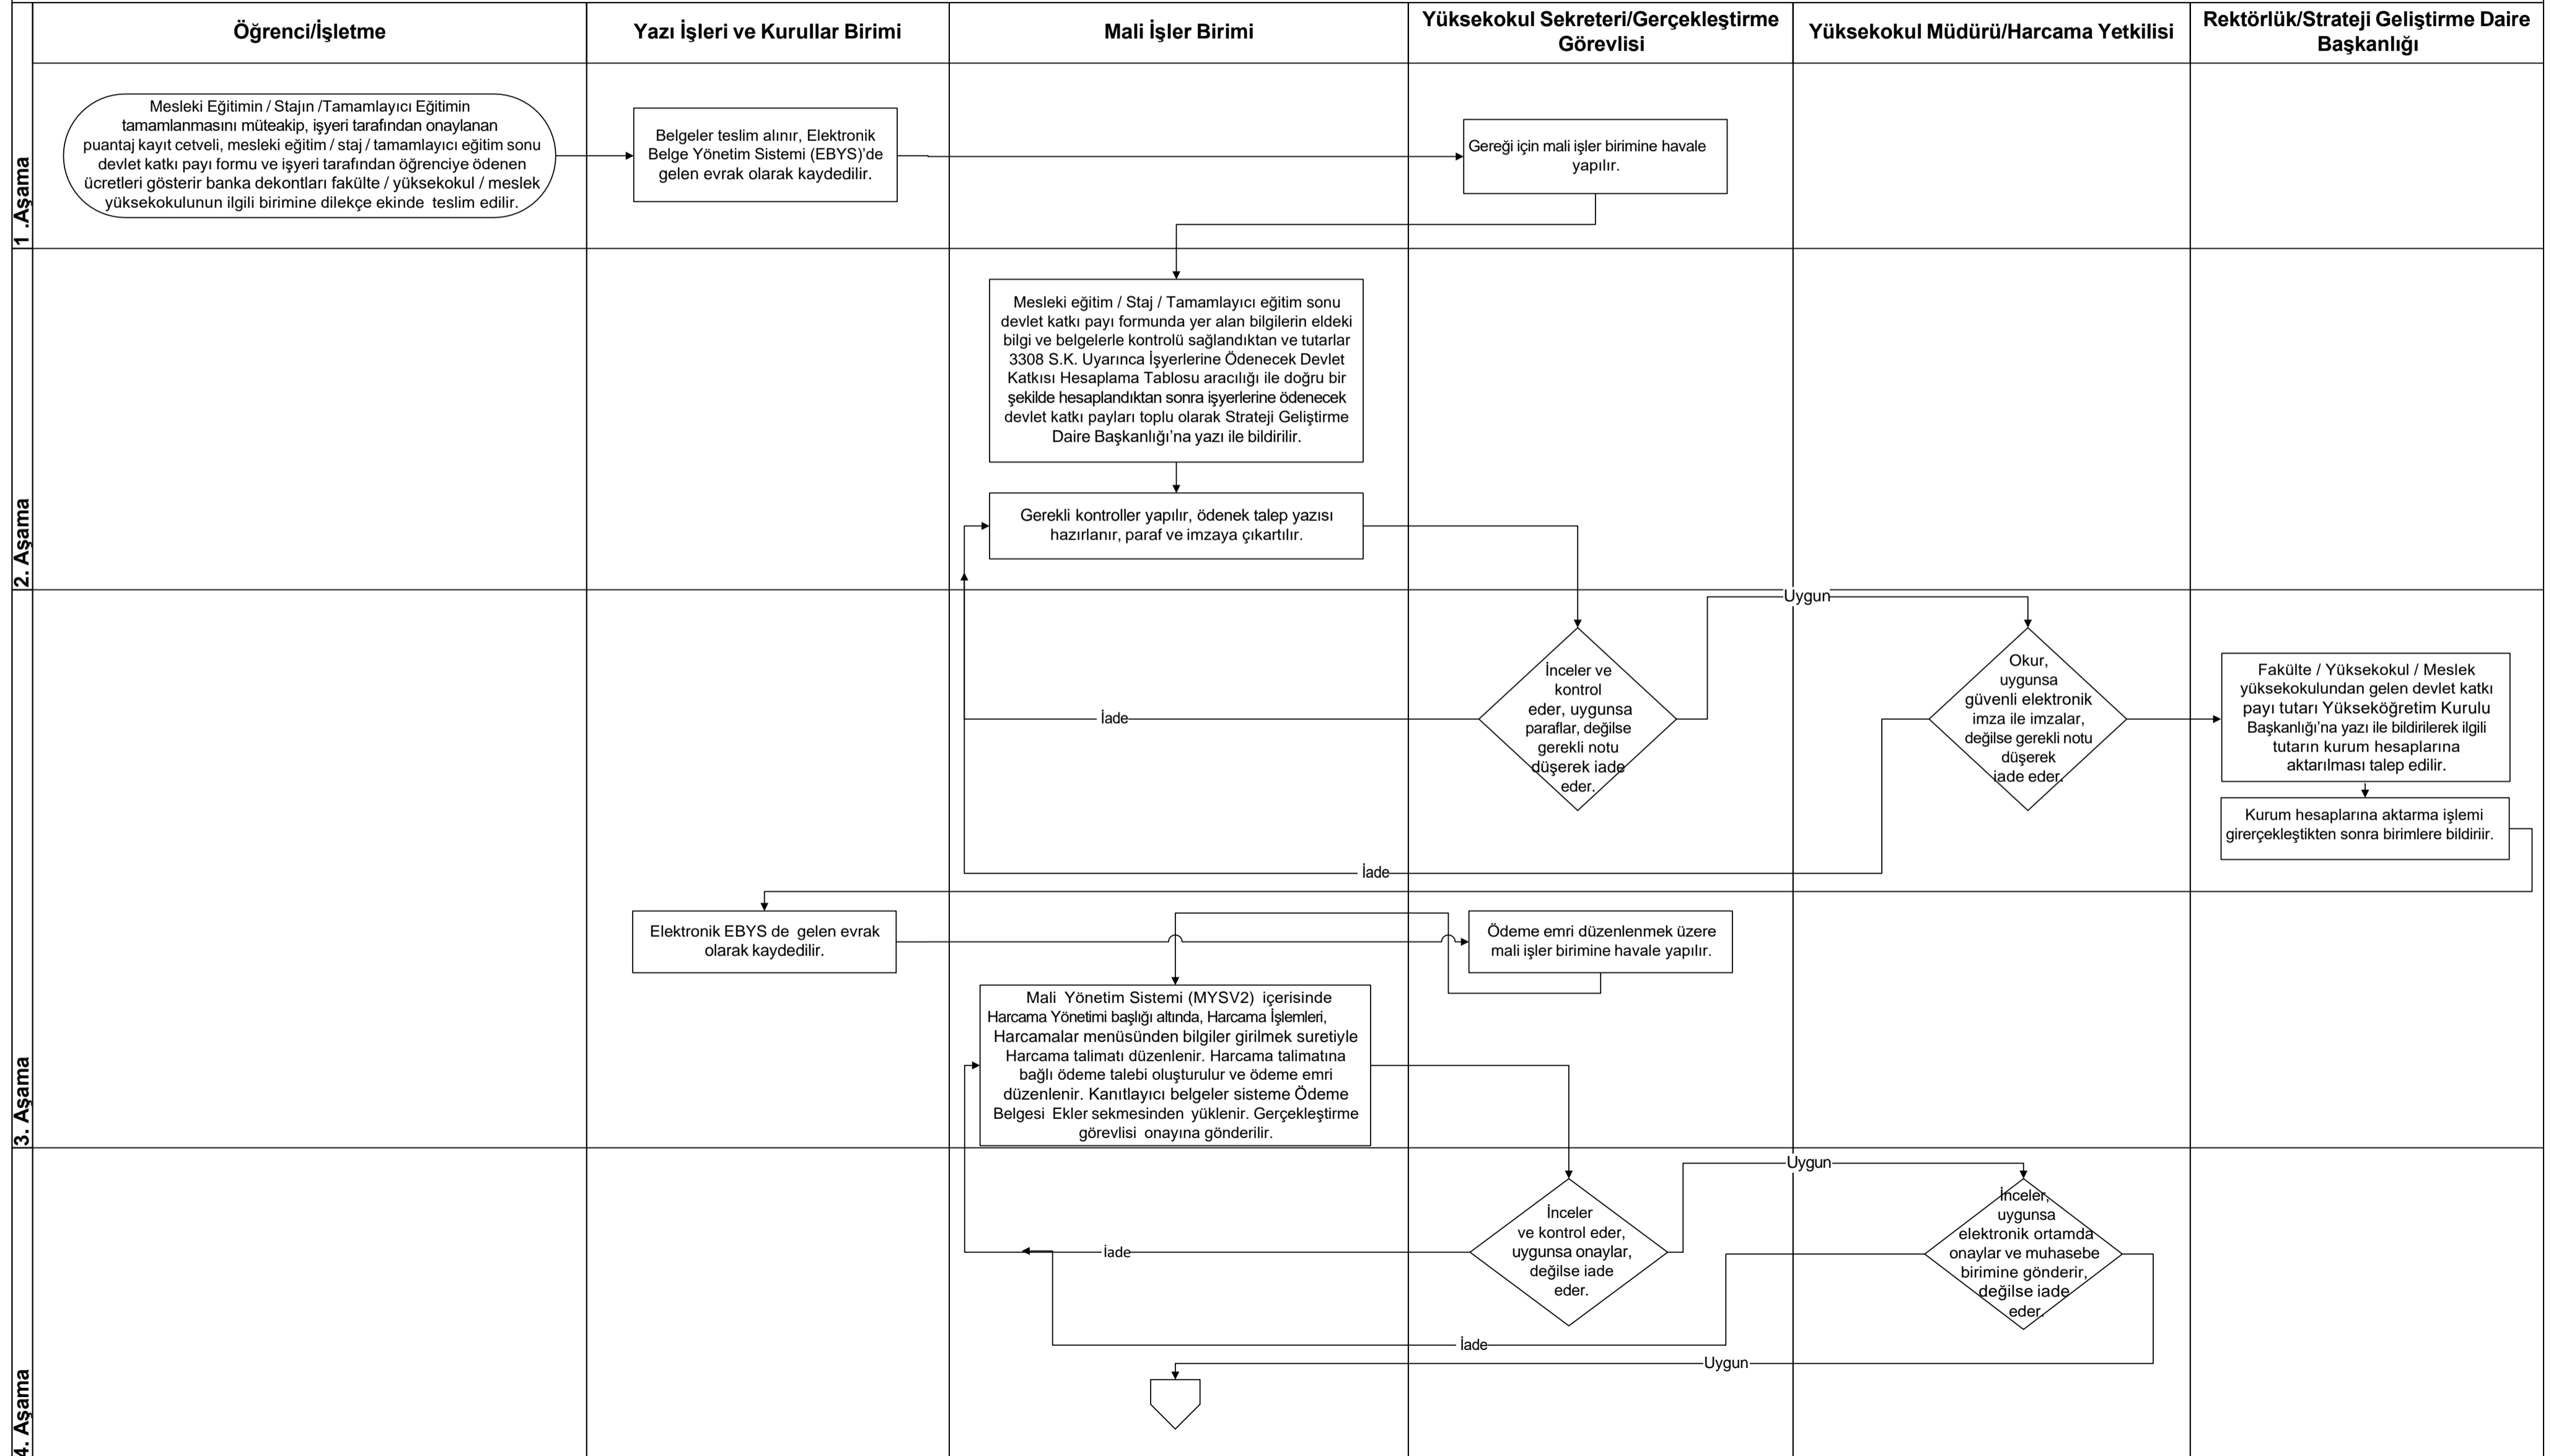 Öğrenci/İşletme
Yazı İşleri ve Kurullar Birimi
Mali İşler Birimi
Yüksekokul Sekreteri/Gerçekleştirme
Görevlisi
Yüksekokul Müdürü/Harcama Yetkilisi
Rektörlük/Strateji Geliştirme Daire
Başkanlığı
1 .Aşama
Mesleki Eğitimin / Stajın /Tamamlayıcı Eğitimin
tamamlanmasını müteakip, işyeri tarafından onaylanan
puantaj kayıt cetveli, mesleki eğitim / staj / tamamlayıcı eğitim sonu
devlet katkı payı formu ve işyeri tarafından öğrenciye ödenen
ücretleri gösterir banka dekontları fakülte / yüksekokul / meslek
yüksekokulunun ilgili birimine dilekçe ekinde teslim edilir.
Belgeler teslim alınır, Elektronik
Belge Yönetim Sistemi (EBYS)’de
gelen evrak olarak kaydedilir.
Gereği için mali işler birimine havale
yapılır.
2. Aşama
Mesleki eğitim / Staj / Tamamlayıcı eğitim sonu
devlet katkı payı formunda yer alan bilgilerin eldeki
bilgi ve belgelerle kontrolü sağlandıktan ve tutarlar
3308 S.K. Uyarınca İşyerlerine Ödenecek Devlet
Katkısı Hesaplama Tablosu aracılığı ile doğru bir
şekilde hesaplandıktan sonra işyerlerine ödenecek
devlet katkı payları toplu olarak Strateji Geliştirme
Daire Başkanlığı’na yazı ile bildirilir.
Gerekli kontroller yapılır, ödenek talep yazısı
hazırlanır, paraf ve imzaya çıkartılır.
3. Aşama
Uygun
İnceler ve
kontrol
eder, uygunsa
paraflar, değilse
gerekli notu
düşerek iade
eder.
İade
Okur,
uygunsa
güvenli elektronik
imza ile imzalar,
değilse gerekli notu
düşerek
iade eder.
İade
Fakülte / Yüksekokul / Meslek
yüksekokulundan gelen devlet katkı
payı tutarı Yükseköğretim Kurulu
Başkanlığı’na yazı ile bildirilerek ilgili
tutarın kurum hesaplarına
aktarılması talep edilir.
Kurum hesaplarına aktarma işlemi
girerçekleştikten sonra birimlere bildiriir.
Elektronik EBYS de gelen evrak
olarak kaydedilir.
Ödeme emri düzenlenmek üzere
mali işler birimine havale yapılır.
Mali Yönetim Sistemi (MYSV2) içerisinde
Harcama Yönetimi başlığı altında, Harcama İşlemleri,
Harcamalar menüsünden bilgiler girilmek suretiyle
Harcama talimatı düzenlenir. Harcama talimatına
bağlı ödeme talebi oluşturulur ve ödeme emri
düzenlenir. Kanıtlayıcı belgeler sisteme Ödeme
Belgesi Ekler sekmesinden yüklenir. Gerçekleştirme
görevlisi onayına gönderilir.
4. Aşama
Uygun
İnceler
ve kontrol eder,
uygunsa onaylar,
değilse iade
eder.
İade
İnceler,
uygunsa
elektronik ortamda
onaylar ve muhasebe
birimine gönderir,
değilse iade
eder.
İade
Uygun